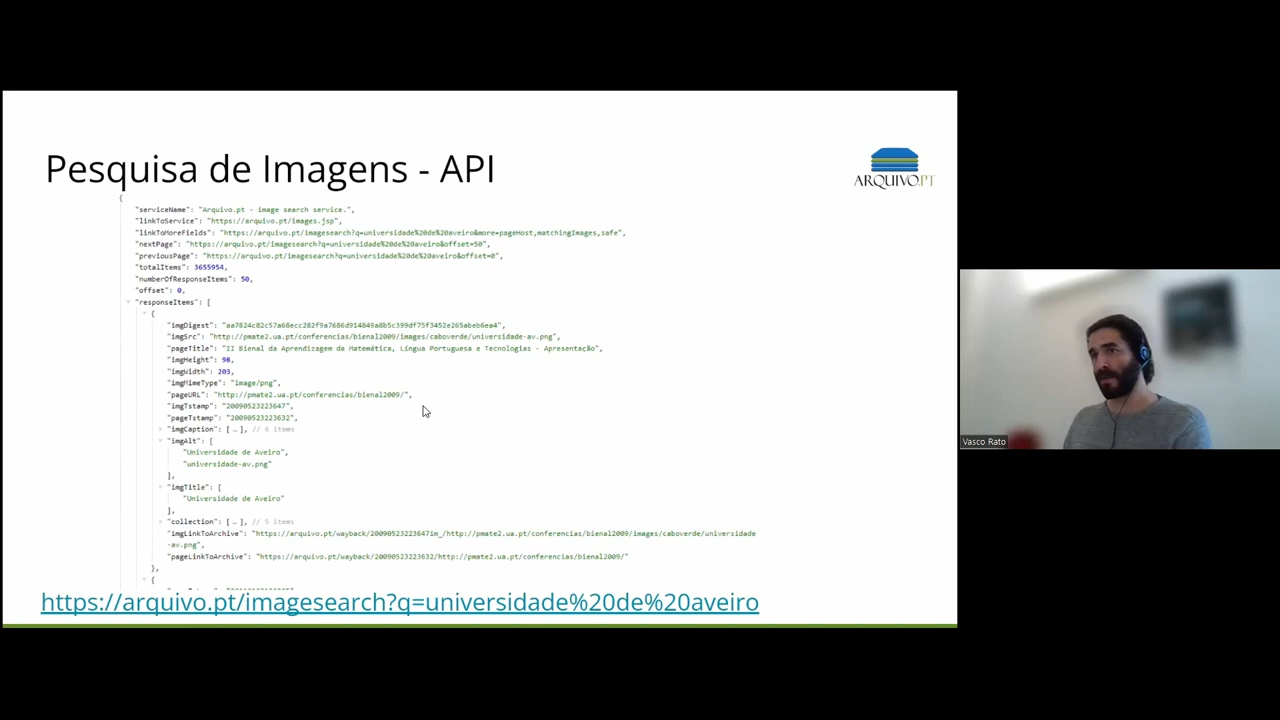 Pesquisa de Imagens - API
ARQUIVO.PT
{
"serviceName": "Arquivo.pt - image search service.",
"linkToService": "https://arquivo.pt/images.jsp",
"linkToMoreFields": "https://arquivo.pt/imagesearch?q=universidade%20de%20aveiro&more=pageHost,matchingImages,safe",
"nextPage": "https://arquivo.pt/imagesearch?q=universidade%20de%20aveiro&offset=50",
"previousPage": "https://arquivo.pt/imagesearch?q=universidade%20de%20aveiro&offset=0",
"totalItems": 3655954,
"numberOfResponseItems": 50,
"offset": 0,
"responseItems": [
{
"imgDigest":
"imgSrc": "http://pmate2.ua.pt/conferencias/bienal2009/images/caboverde/universidade-av.png",
"pageTitle": "II Bienal da Aprendizagem da Matemática, Língua Portuguesa e Tecnologias - Apresentação",
"imgHeight": 98,
"imgWidth": 203,
"imgMimeType": "image/png",
"pageURL": "http://pmate2.ua.pt/conferencias/bienal2009/",
"imgTstamp": "20090523223647",
"pageTstamp": "20090523223632",
"imgCaption": [ … ], // 6 items
"imgAlt": [
"Universidade de Aveiro",
"universidade-av.png"
],
"imgTitle": [
"Universidade de Aveiro"
],
"collection": [ … ], // 5 items
"imgLinkToArchive": "https://arquivo.pt/wayback/20090523223647im_/http://pmate2.ua.pt/conferencias/bienal2009/images/caboverde/universidade
-av.png",
"pageLinkToArchive": "https://arquivo.pt/wayback/20090523223632/http://pmate2.ua.pt/conferencias/bienal2009/"
},
{
https://arquivo.pt/imagesearch?q=universidade%20de%20aveiro
Vasco Rato